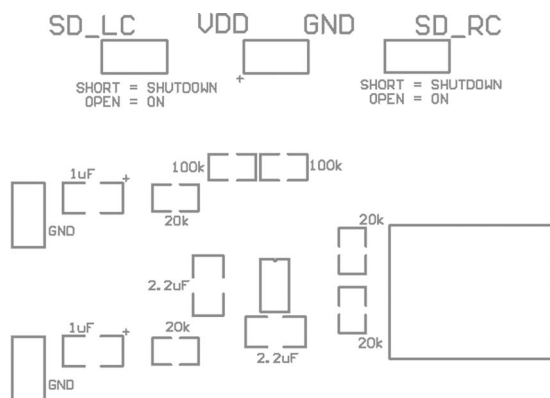 SD_LC VDD GND SD_RC
+
SHORT = SHUTDOWN
OPEN = ON
SHORT = SHUTDOWN
OPEN = ON
100k 100k
1uF +
20k
GND
20k
2.2uF
1uF +
20k
2.2uF
20k
GND